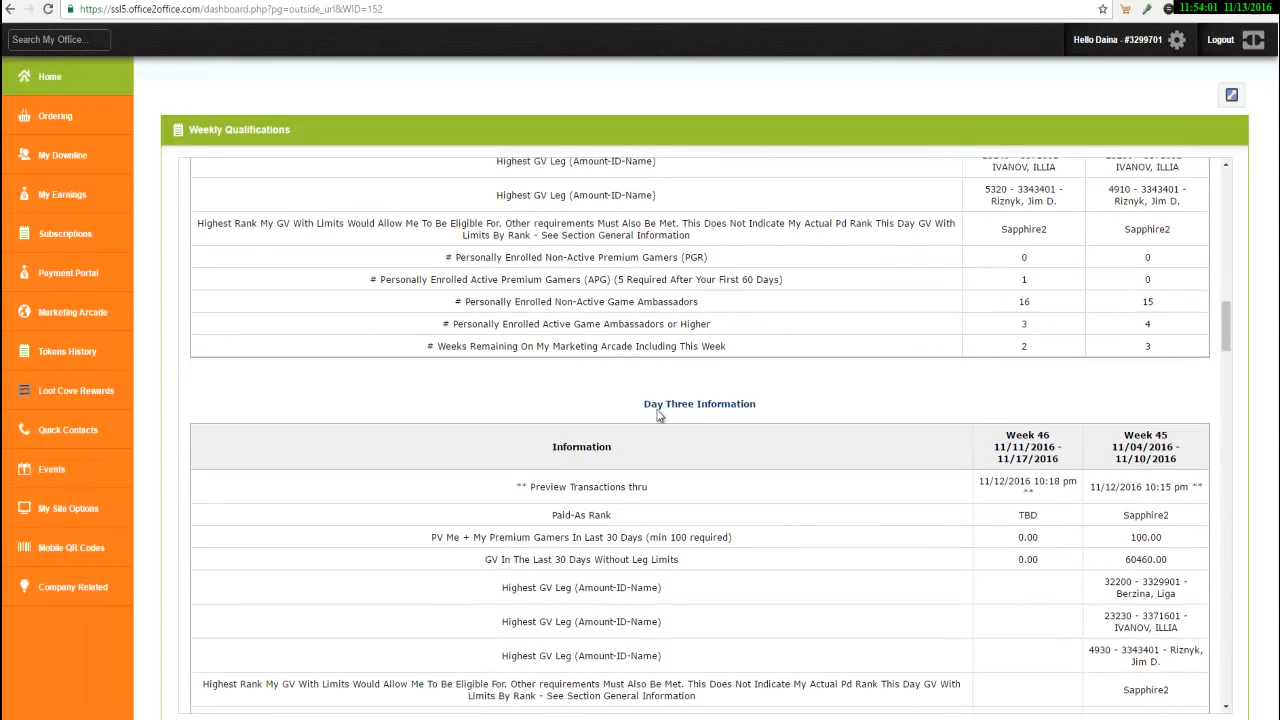 https://ssl5.office2office.com/dashboard.php?pg=outside_url&WID=152
11:54:01 11/13/2016
Search My Office...
Hello Daina - #3299701
Logout
Home
Ordering
My Downline
My Earnings
Subscriptions
Payment Portal
Marketing Arcade
Tokens History
Loot Cove Rewards
Quick Contacts
Events
My Site Options
Mobile QR Codes
Company Related
Weekly Qualifications
Highest GV Leg (Amount-ID-Name)
IVANOV, ILLIA
IVANOV, ILLIA
Highest GV Leg (Amount-ID-Name)
5320 - 3343401 -
Riznyk, Jim D.
4910 - 3343401 -
Riznyk, Jim D.
Highest Rank My GV With Limits Would Allow Me To Be Eligible For. Other requirements Must Also Be Met. This Does Not Indicate My Actual Pd Rank This Day GV With
Limits By Rank - See Section General Information
Sapphire2
Sapphire2
# Personally Enrolled Non-Active Premium Gamers (PGR)
0
0
# Personally Enrolled Active Premium Gamers (APG) (5 Required After Your First 60 Days)
1
0
# Personally Enrolled Non-Active Game Ambassadors
16
15
# Personally Enrolled Active Game Ambassadors or Higher
3
4
# Weeks Remaining On My Marketing Arcade Including This Week
2
3
Day Three Information
Information
Week 46
11/11/2016 -
11/17/2016
Week 45
11/04/2016 -
11/10/2016
** Preview Transactions thru
11/12/2016 10:18 pm
**
11/12/2016 10:15 pm **
Paid-As Rank
TBD
Sapphire2
PV Me + My Premium Gamers In Last 30 Days (min 100 required)
0.00
100.00
GV In The Last 30 Days Without Leg Limits
0.00
60460.00
Highest GV Leg (Amount-ID-Name)
32200 - 3329901 -
Berzina, Liga
Highest GV Leg (Amount-ID-Name)
23230 - 3371601 -
IVANOV, ILLIA
Highest GV Leg (Amount-ID-Name)
4930 - 3343401 - Riznyk,
Jim D.
Highest Rank My GV With Limits Would Allow Me To Be Eligible For. Other requirements Must Also Be Met. This Does Not Indicate My Actual Pd Rank This Day GV With
Limits By Rank - See Section General Information
Sapphire2